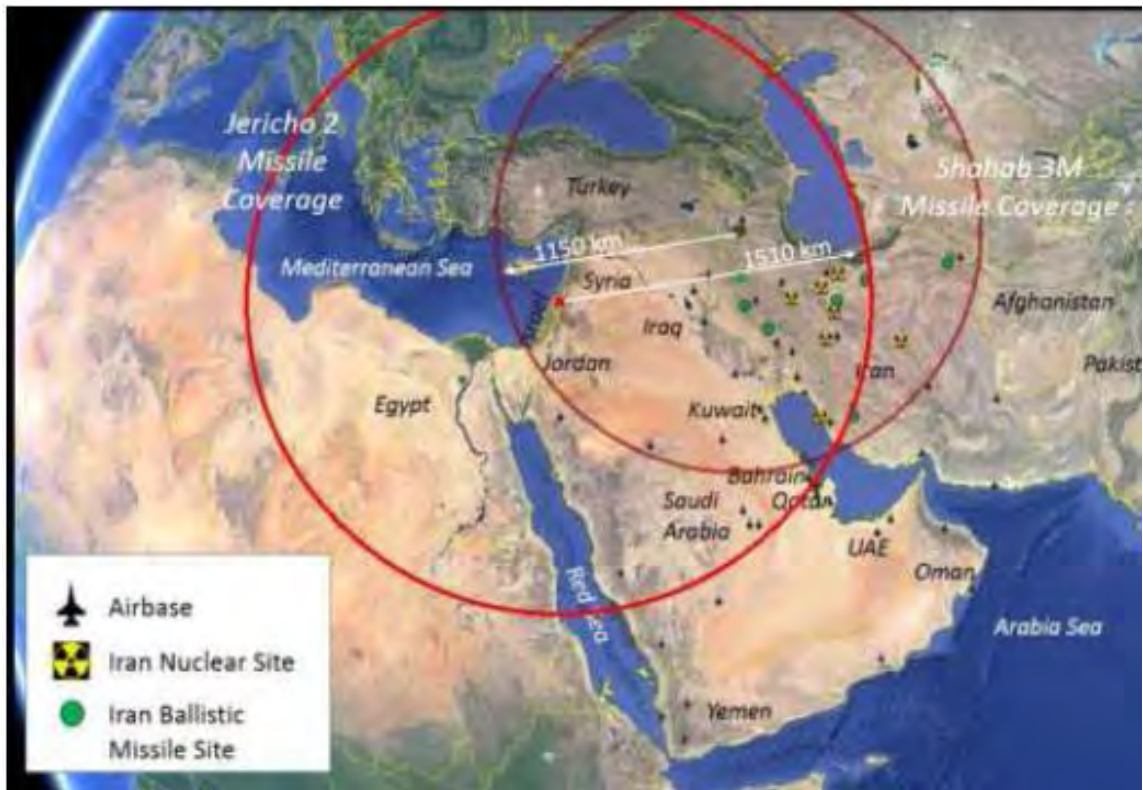 Jericho 2
Missile
Coverage
Turkey
Shahab 3M
Missile Coverage
1150 km
1510 km
Mediterranean Sea
Syria
Afghanistan
Iraq
Jordan
Iran
Pakist
Egypt
Kuwait
Bahrain
Saudi
Arabia
Qatar
UAE
Oman
Red Sea
Arabia Sea
Yemen
Airbase
Iran Nuclear Site
Iran Ballistic
Missile Site